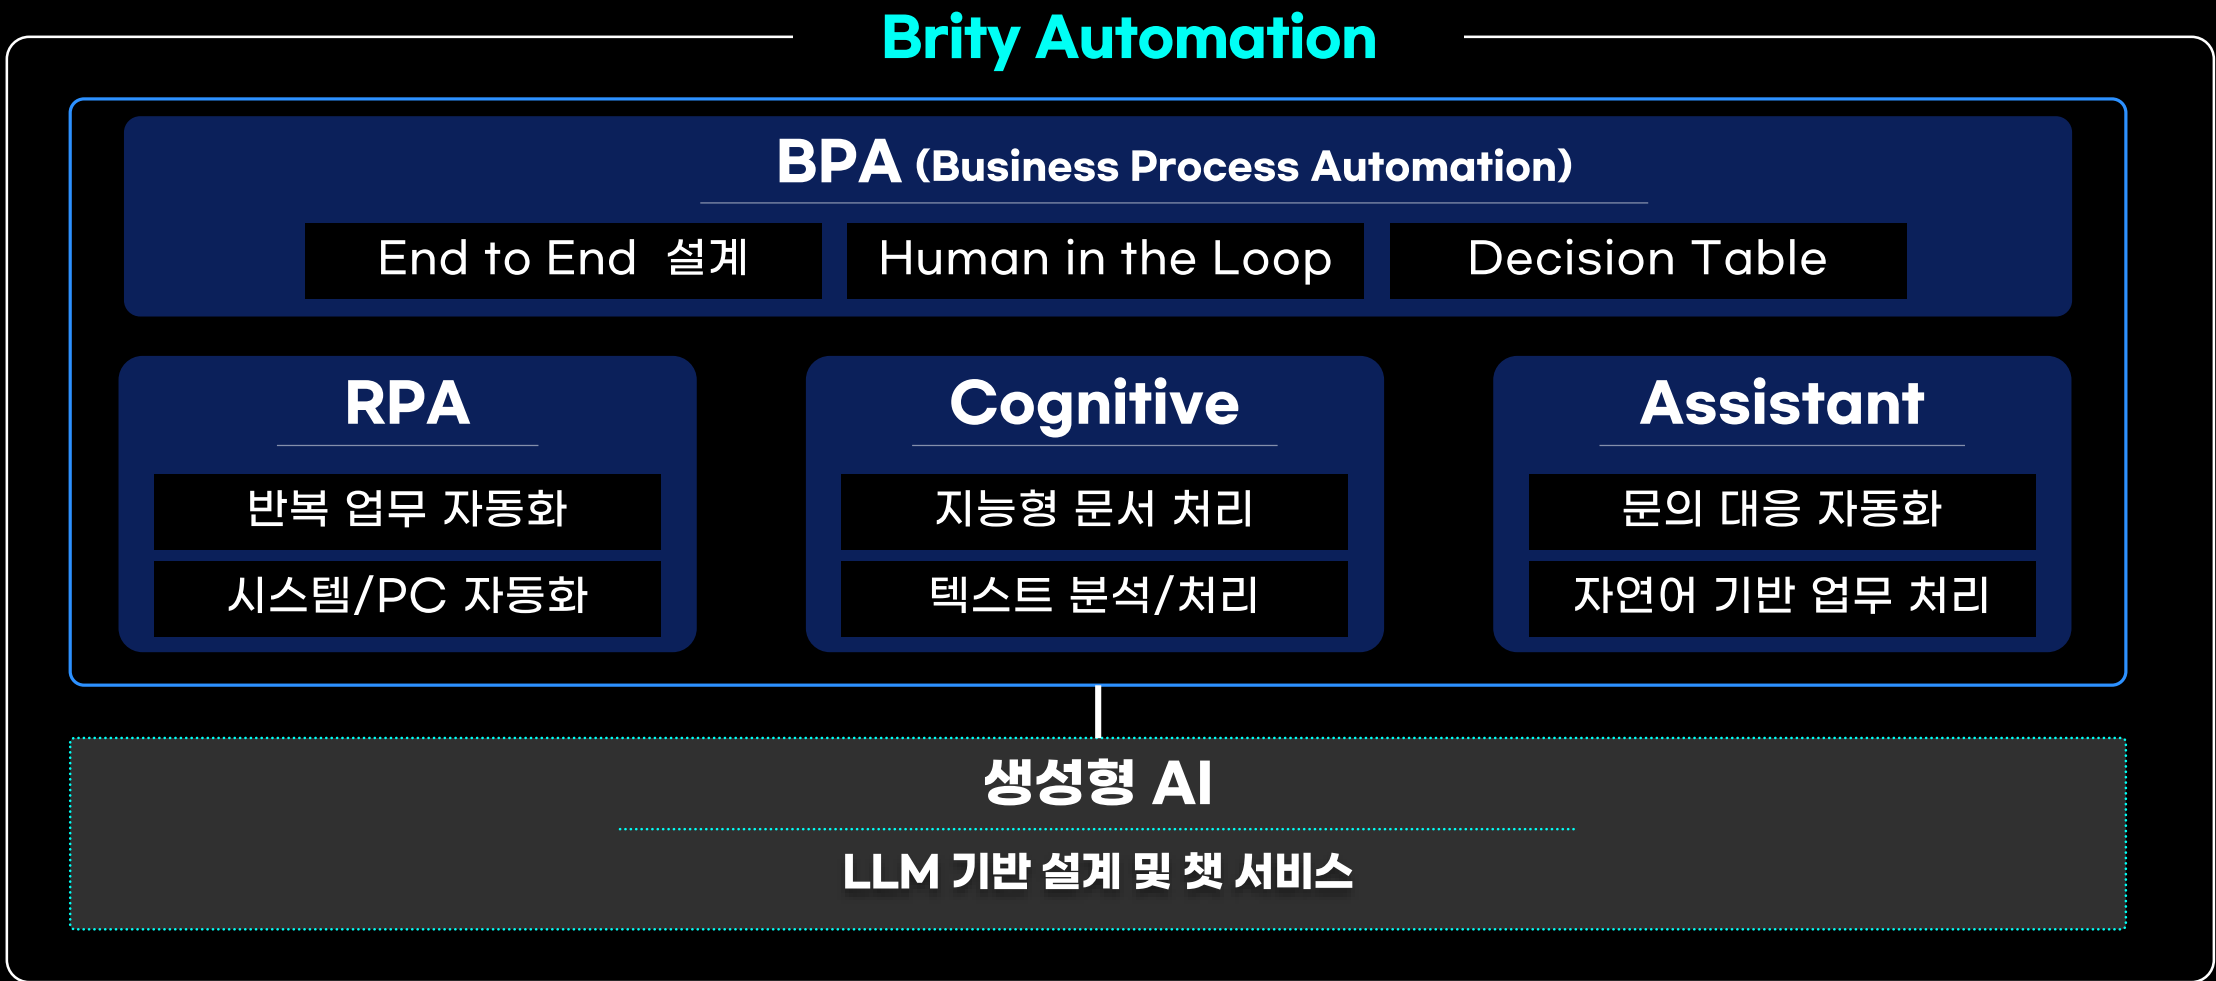 Brity Automation
BPA (Business Process Automation)
End to End 설계
Human in the Loop
Decision Table
RPA
반복 업무 자동화
시스템/PC 자동화
Cognitive
지능형 문서 처리
텍스트 분석/처리
Assistant
문의 대응 자동화
자연어 기반 업무 처리
생성형 AI
LLM 기반 설계 및 챗 서비스